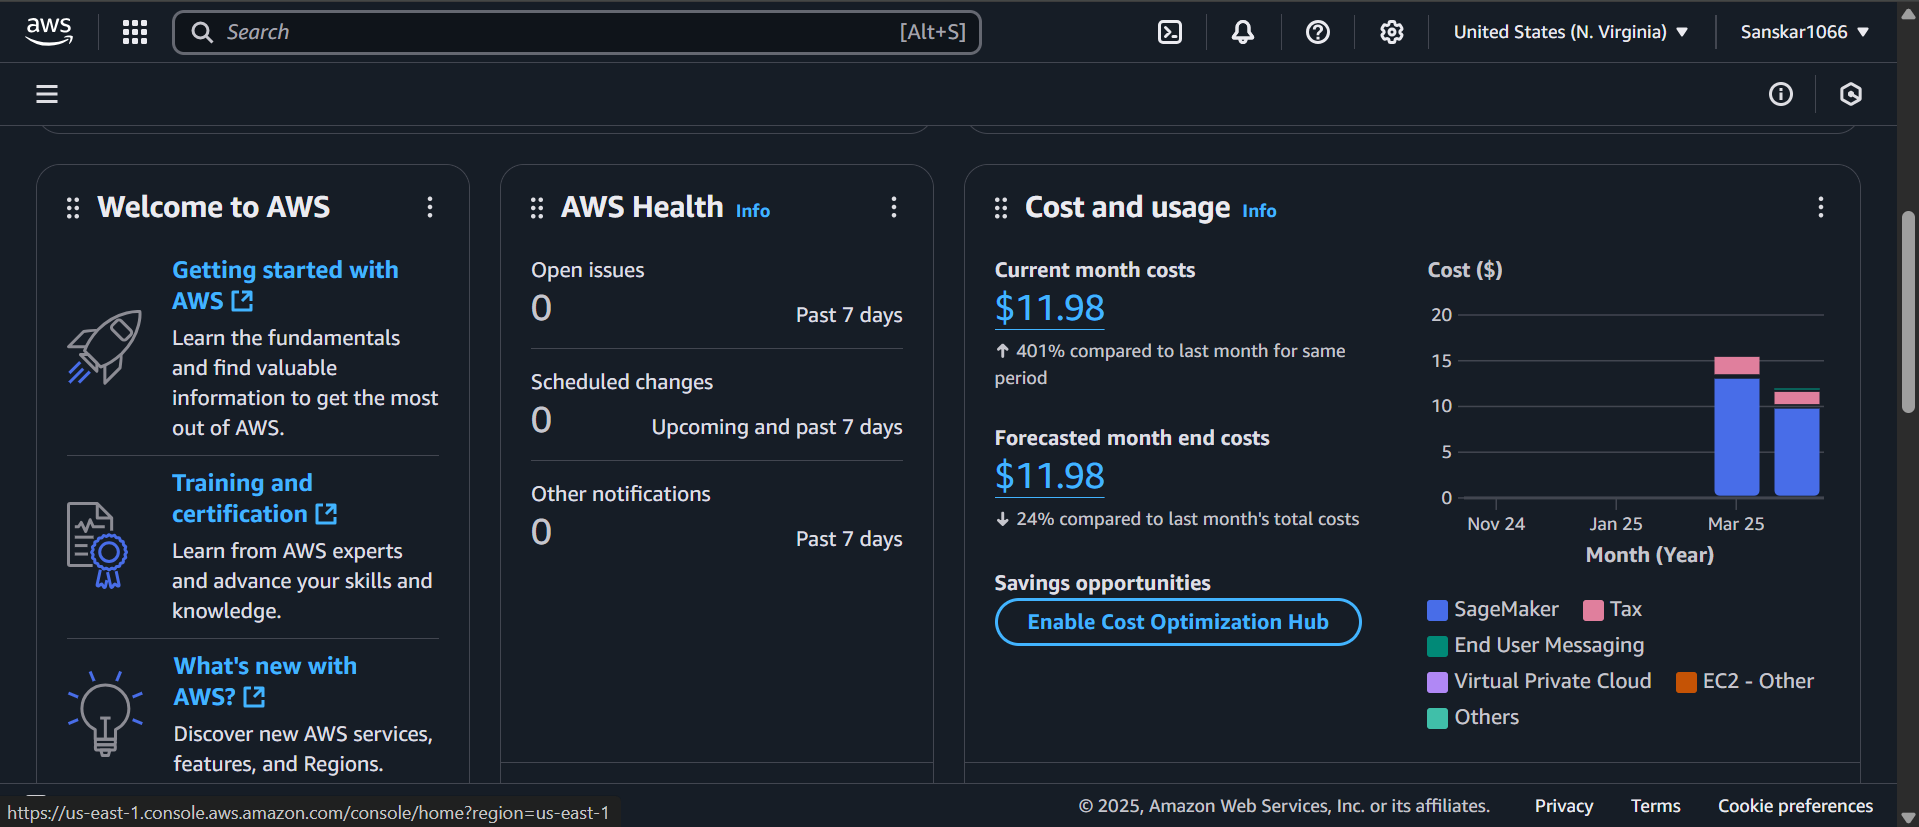 aws
Search
[Alt+S]
United States (N. Virginia)
Sanskar1066
Welcome to AWS
Getting started with
AWS
Learn the fundamentals
and find valuable
information to get the most
out of AWS.
Training and
certification
Learn from AWS experts
and advance your skills and
knowledge.
What's new with
AWS?
Discover new AWS services,
features, and Regions.
AWS Health Info
Open issues
0
Past 7 days
Scheduled changes
0
Upcoming and past 7 days
Other notifications
0
Past 7 days
Cost and usage Info
Current month costs
$11.98
401% compared to last month for same
period
Forecasted month end costs
$11.98
24% compared to last month's total costs
Savings opportunities
Enable Cost Optimization Hub
Cost ($)
20
15
10
5
0
Nov 24 Jan 25 Mar 25
Month (Year)
SageMaker Tax
End User Messaging
Virtual Private Cloud EC2 - Other
Others
https://us-east-1.console.aws.amazon.com/console/home?region=us-east-1
© 2025, Amazon Web Services, Inc. or its affiliates. Privacy Terms Cookie preferences